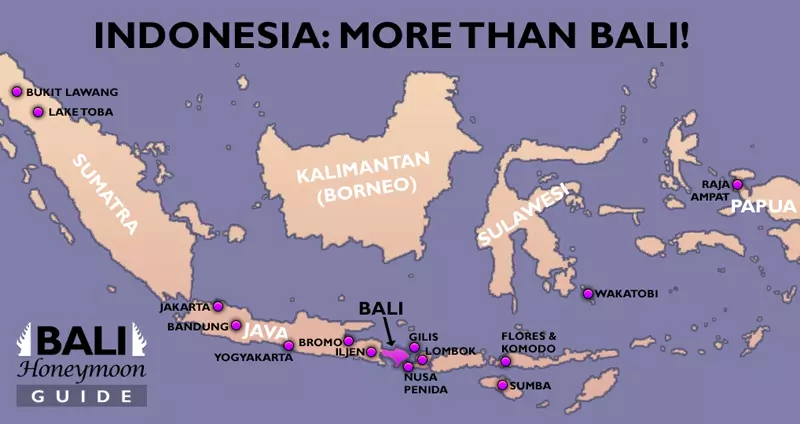 INDONESIA: MORE THAN BALI!
BUKIT LAWANG
LAKE TOBA
SUMATRA
KALIMANTAN
(BORNEO)
SULAWESI
RAJA
AMPAT
PAPUA
WAKATOBI
JAKARTA
BANDUNG
JAVA
YOGYAKARTA
BROMO
ILJEN
BALI
GILIS
LOMBOK
NUSA
PENIDA
FLORES &
KOMODO
SUMBA
BALI
Honeymoon
GUIDE